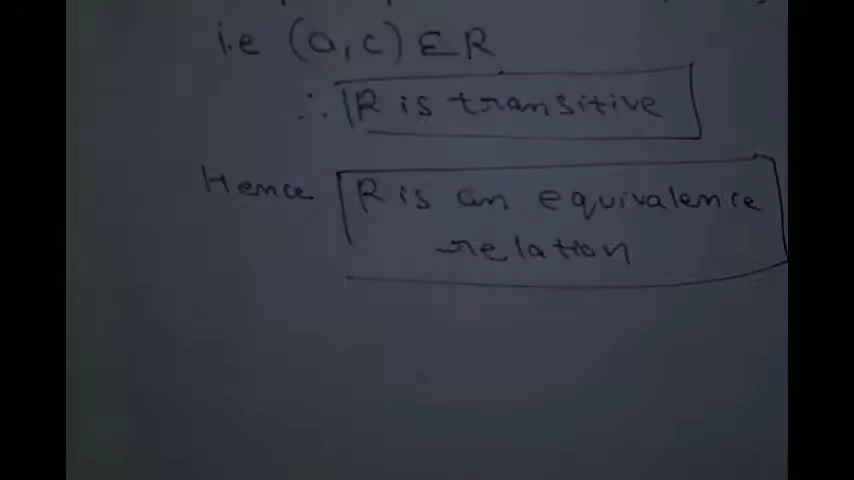 i.e (a, c) ∈ R
∴ R is transitive
Hence R is an equivalence
relation